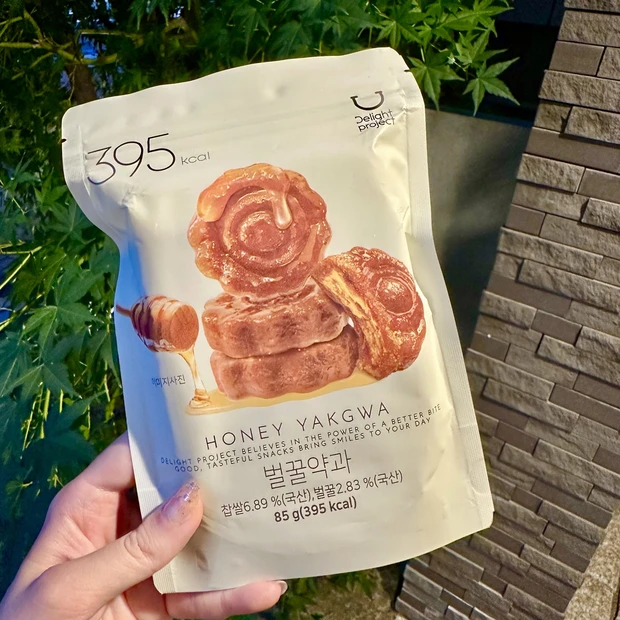 Delight
project
395 kcal
이미지사진
HONEY YAKGWA
DELIGHT PROJECT BELIEVES IN THE POWER OF A BETTER BITE
GOOD, TASTEFUL SNACKS BRING SMILES TO YOUR DAY
벌꿀약과
찹쌀6.89 %(국산),벌꿀2.83 %(국산)
85 g(395 kcal)